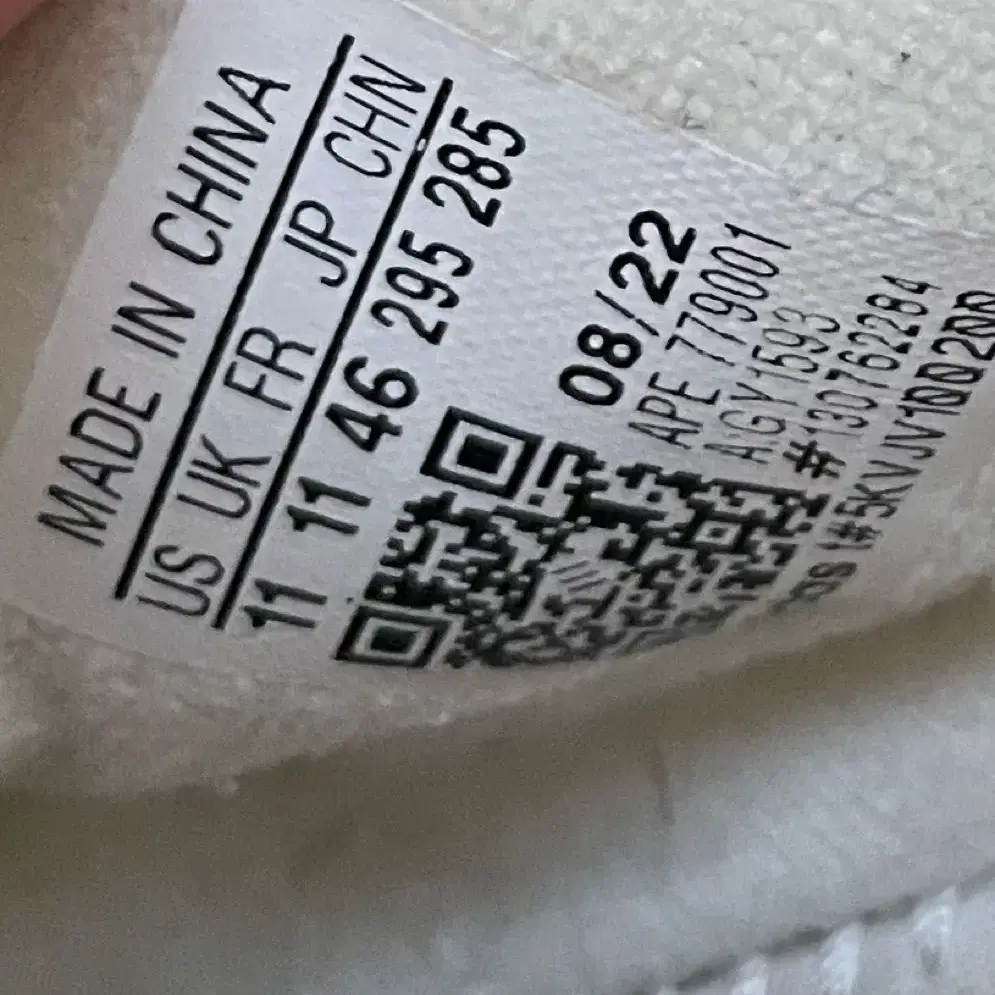 MADE IN CHINA
US UK FR JP CHN
11 11 46 295 285
08/22
APE 779001
AGY1593
#130762284